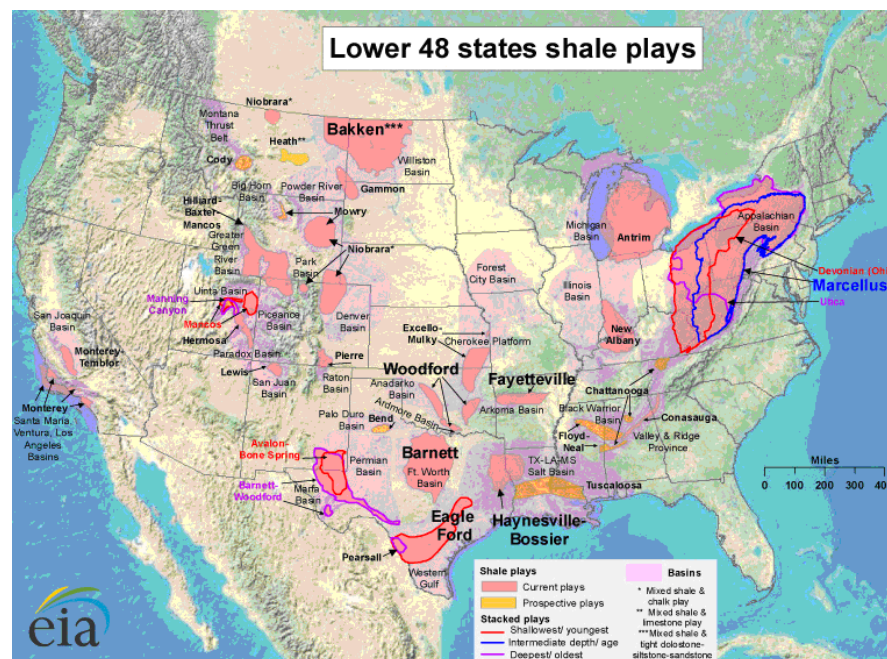 Lower 48 states shale plays
Niobrara*
Montana
Thrust
Belt
Bakken***
Heath**
Cody
Williston
Basin
Big Horn
Basin
Powder River
Basin
Gammon
Hilliard-
Baxter-
Mancos
Mowry
Greater
Green
River
Basin
Niobrara*
Park
Basin
Michigan
Basin
Antrim
Appalachian
Basin
Devonian (Ohi
Marcellus
Utica
Forest
City Basin
Illinois
Basin
Uinta Basin
Manning
Canyon
Mancos
Piceance
Basin
Denver
Basin
Hermosa
Paradox Basin
San Joaquin
Basin
Monterey-
Temblor
Excello-
Mulky
Cherokee Platform
New
Albany
Lewis
San Juan
Basin
Pierre
Raton
Basin
Woodford
Anadarko
Basin
Ardmore Basin
Fayetteville
Arkoma Basin
Chattanooga
Black Warrior
Basin
Conasauga
Monterey
Santa Maria,
Ventura, Los
Angeles
Basins
Palo Duro
Basin
Bend
Floyd-
Neal
Valley & Ridge
Province
Avalon-
Bone Spring
Permian
Basin
Barnett
Ft. Worth
Basin
TX-LA-MS
Salt Basin
Tuscaloosa
Barnett-
Woodford
Marfa
Basin
Eagle
Ford
Haynesville-
Bossier
Pearsall
Western
Gulf
Miles
0 100 200 400
Shale plays
Current plays
Prospective plays
Stacked plays
Shallowest/ youngest
Intermediate depth/ age
Deepest/ oldest
Basins
* Mixed shale &
chalk play
** Mixed shale &
limestone play
***Mixed shale &
tight dolostone-
siltstone-sandstone
eia